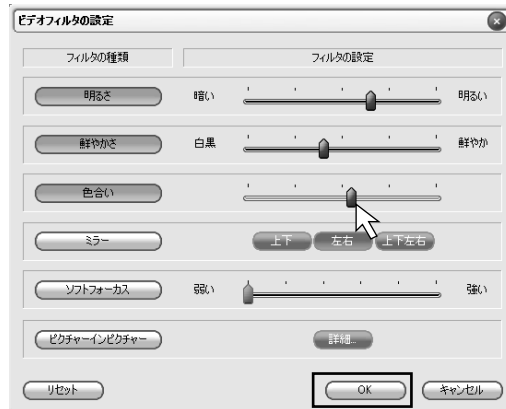 ビデオフィルタの設定
フィルタの種類 フィルタの設定
明るさ 暗い 明るい
鮮やかさ 白黒 鮮やか
色合い
ミラー 上下 左右 上下左右
ソフトフォーカス 弱い 強い
ピクチャーインピクチャー 詳細...
リセット OK キャンセル